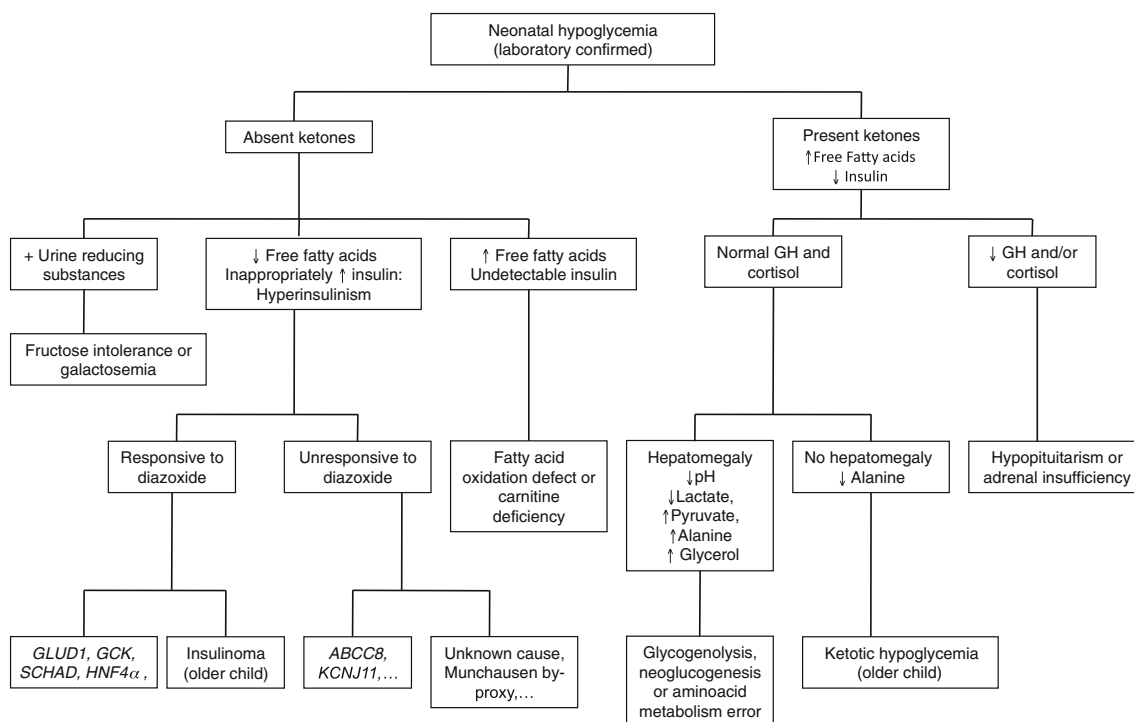 Neonatal hypoglycemia
(laboratory confirmed)
Absent ketones
Present ketones
↑Free Fatty acids
↓ Insulin
+ Urine reducing
substances
↓ Free fatty acids
Inappropriately ↑ insulin:
Hyperinsulinism
↑ Free fatty acids
Undetectable insulin
Normal GH and
cortisol
↓ GH and/or
cortisol
Fructose intolerance or
galactosemia
Responsive to
diazoxide
Unresponsive to
diazoxide
Fatty acid
oxidation defect or
carnitine
deficiency
Hepatomegaly
↓pH
↓Lactate,
↑Pyruvate,
↑Alanine
↑ Glycerol
No hepatomegaly
↓ Alanine
Hypopituitarism or
adrenal insufficiency
GLUD1, GCK,
SCHAD, HNF4α ,
Insulinoma
(older child)
ABCC8,
KCNJ11,...
Unknown cause,
Munchausen by-
proxy,...
Glycogenolysis,
neoglucogenesis
or aminoacid
metabolism error
Ketotic hypoglycemia
(older child)